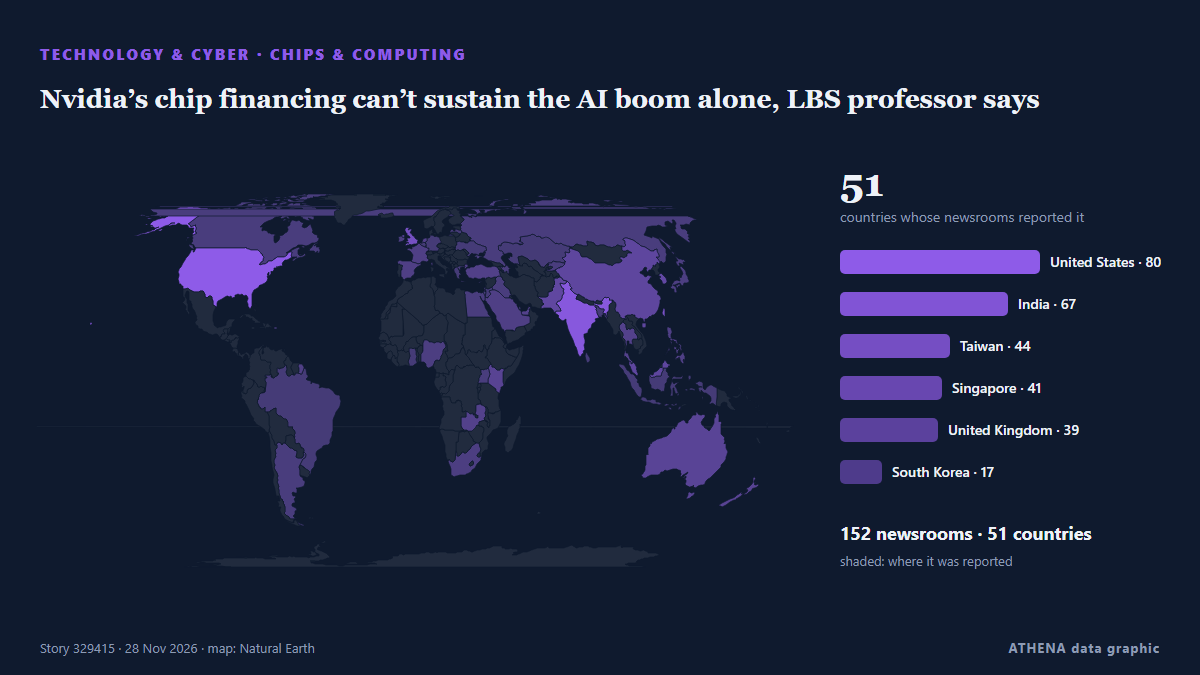 TECHNOLOGY & CYBER · CHIPS & COMPUTING
Nvidia’s chip financing can’t sustain the AI boom alone, LBS professor says
51
countries whose newsrooms reported it
United States · 80
India · 67
Taiwan · 44
Singapore · 41
United Kingdom · 39
South Korea · 17
152 newsrooms · 51 countries
shaded: where it was reported
Story 329415 · 28 Nov 2026 · map: Natural Earth
ATHENA data graphic